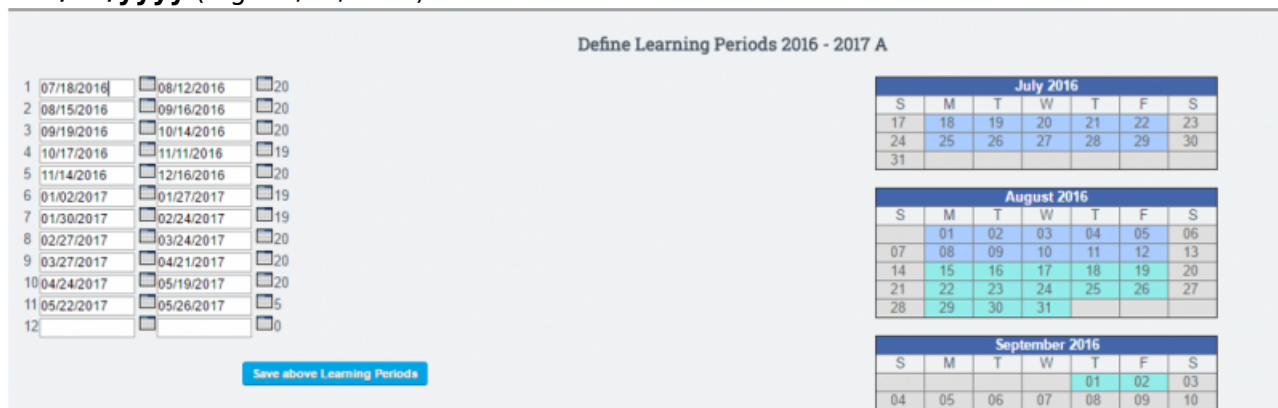 yyyy
Define Learning Periods 2016 - 2017 A
1 07/18/2016 08/12/2016 20
2 08/15/2016 09/16/2016 20
3 09/19/2016 10/14/2016 20
4 10/17/2016 11/11/2016 19
5 11/14/2016 12/16/2016 20
6 01/02/2017 01/27/2017 19
7 01/30/2017 02/24/2017 19
8 02/27/2017 03/24/2017 20
9 03/27/2017 04/21/2017 20
10 04/24/2017 05/19/2017 20
11 05/22/2017 05/26/2017 5
12 0
Save above Learning Periods
July 2016
S M T W T F S
17 18 19 20 21 22 23
24 25 26 27 28 29 30
31
August 2016
S M T W T F S
01 02 03 04 05 06
07 08 09 10 11 12 13
14 15 16 17 18 19 20
21 22 23 24 25 26 27
28 29 30 31
September 2016
S M T W T F S
01 02 03
04 05 06 07 08 09 10